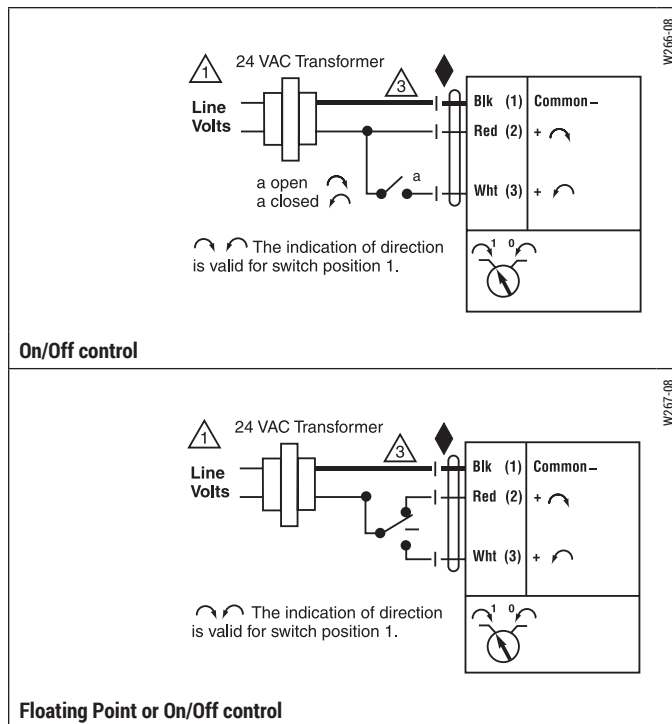 W266-08
1
24 VAC Transformer
3
Line
Volts
Blk (1) Common –
Red (2) +
a open
a closed
a
Wht (3) +
The indication of direction
is valid for switch position 1.
1 0
On/Off control
W267-08
1
24 VAC Transformer
3
Line
Volts
Blk (1) Common –
Red (2) +
Wht (3) +
The indication of direction
is valid for switch position 1.
1 0
Floating Point or On/Off control